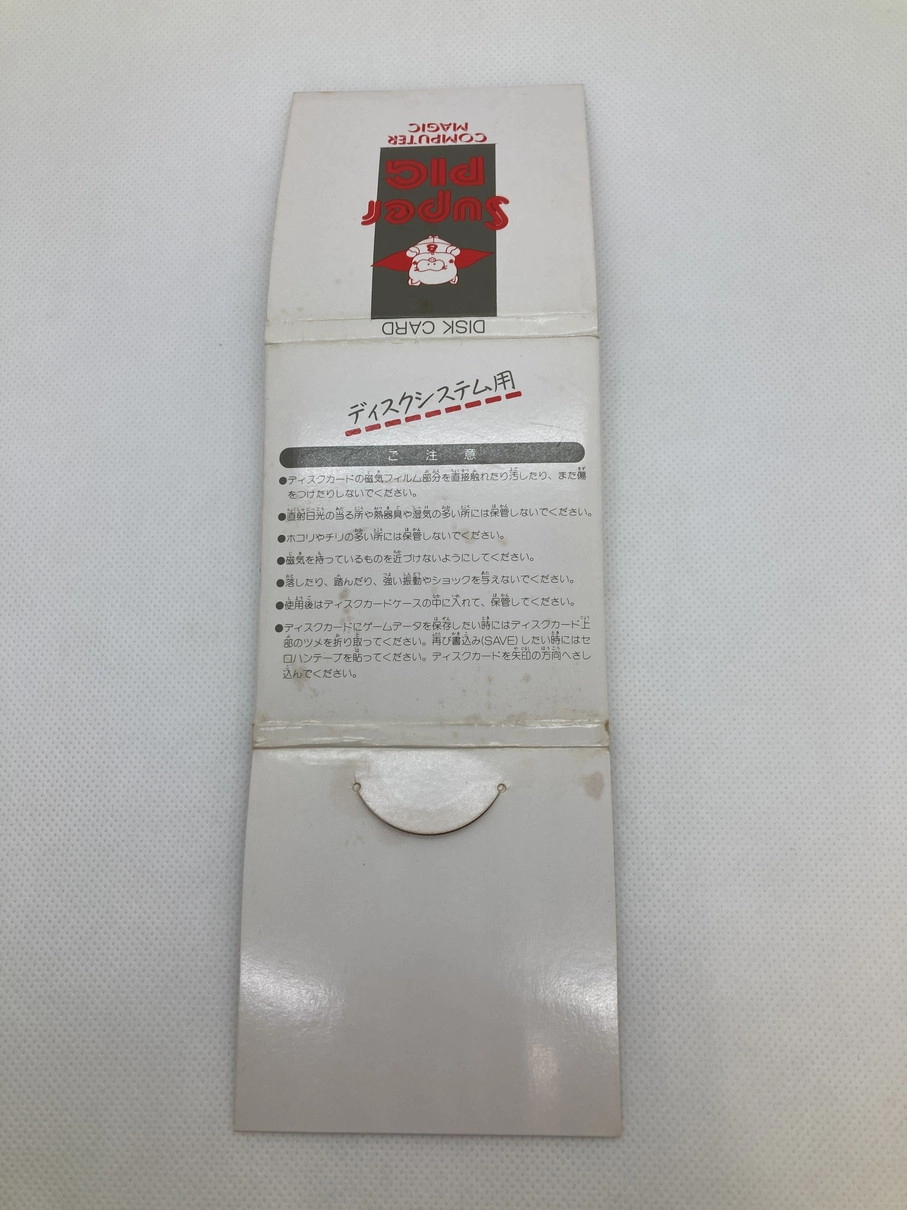 COMPUTER
MAGIC
Super
PIG
DISK CARD
ディスクシステム用
ご注意
●ディスクカードの磁気フィルム部分を直接触れたり汚したり、また傷
をつけたりしないでください。
●直射日光の当る所や熱器具や湿気の多い所には保管しないでください。
●ホコリやチリの多い所には保管しないでください。
●磁気を持っているものを近づけないようにしてください。
●落したり、踏んだり、強い振動やショックを与えないでください。
●使用後はディスクカードケースの中に入れて、保管してください。
●ディスクカードにゲームデータを保存したい時にはディスクカード上
部のツメを折り取ってください。再び書込み(SAVE)したい時にはセ
ロハンテープを貼ってください。ディスクカードを矢印の方向へさし
込んでください。